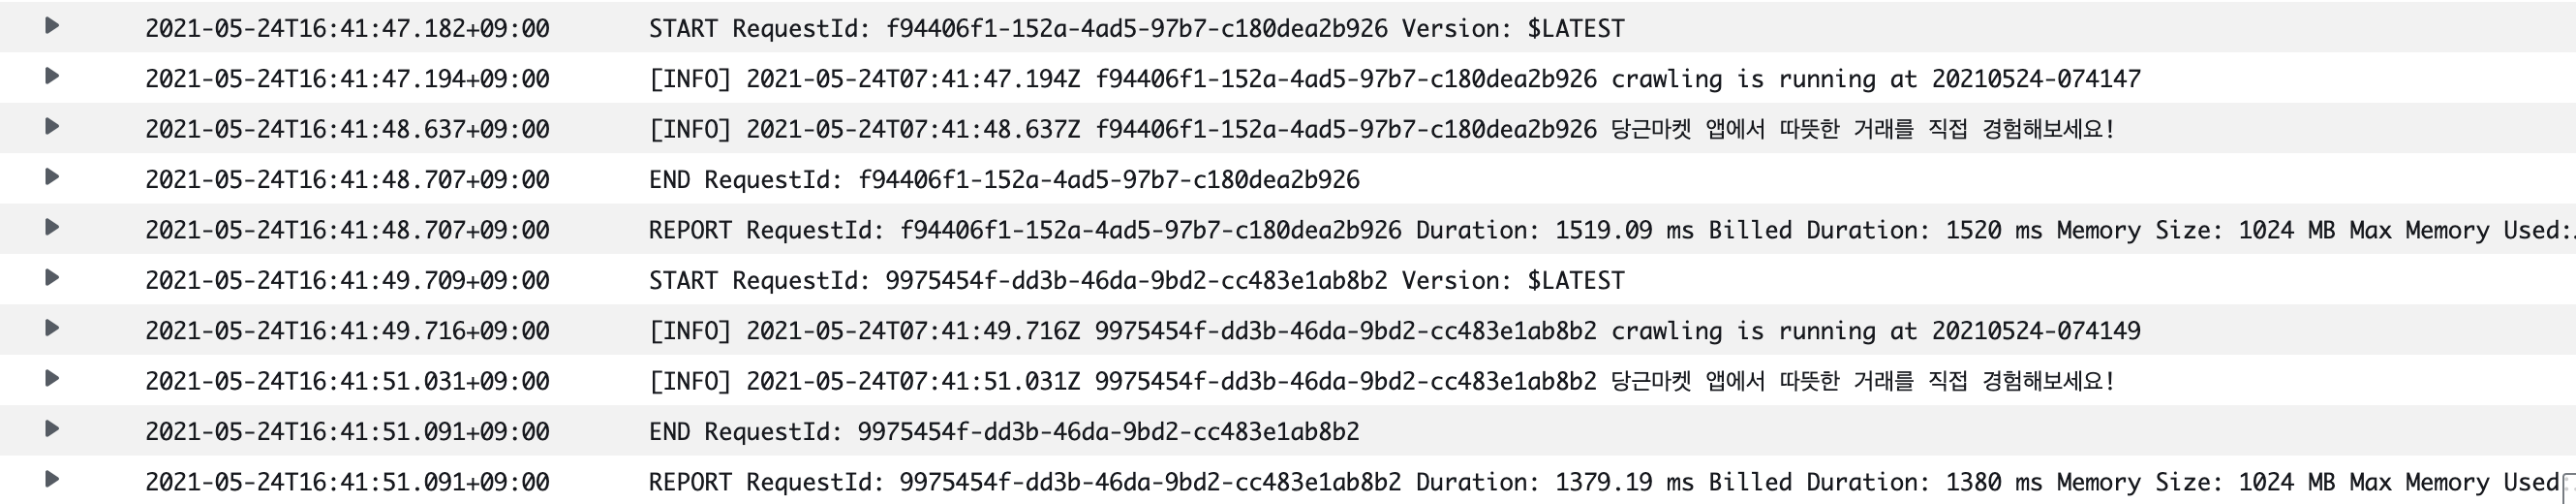 2021-05-24T16:41:47.182+09:00 START RequestId: f94406f1-152a-4ad5-97b7-c180dea2b926 Version: $LATEST
2021-05-24T16:41:47.194+09:00 [INFO] 2021-05-24T07:41:47.194Z f94406f1-152a-4ad5-97b7-c180dea2b926 crawling is running at 20210524-074147
2021-05-24T16:41:48.637+09:00 [INFO] 2021-05-24T07:41:48.637Z f94406f1-152a-4ad5-97b7-c180dea2b926 당근마켓 앱에서 따뜻한 거래를 직접 경험해보세요!
2021-05-24T16:41:48.707+09:00 END RequestId: f94406f1-152a-4ad5-97b7-c180dea2b926
2021-05-24T16:41:48.707+09:00 REPORT RequestId: f94406f1-152a-4ad5-97b7-c180dea2b926 Duration: 1519.09 ms Billed Duration: 1520 ms Memory Size: 1024 MB Max Memory Used:
2021-05-24T16:41:49.709+09:00 START RequestId: 9975454f-dd3b-46da-9bd2-cc483e1ab8b2 Version: $LATEST
2021-05-24T16:41:49.716+09:00 [INFO] 2021-05-24T07:41:49.716Z 9975454f-dd3b-46da-9bd2-cc483e1ab8b2 crawling is running at 20210524-074149
2021-05-24T16:41:51.031+09:00 [INFO] 2021-05-24T07:41:51.031Z 9975454f-dd3b-46da-9bd2-cc483e1ab8b2 당근마켓 앱에서 따뜻한 거래를 직접 경험해보세요!
2021-05-24T16:41:51.091+09:00 END RequestId: 9975454f-dd3b-46da-9bd2-cc483e1ab8b2
2021-05-24T16:41:51.091+09:00 REPORT RequestId: 9975454f-dd3b-46da-9bd2-cc483e1ab8b2 Duration: 1379.19 ms Billed Duration: 1380 ms Memory Size: 1024 MB Max Memory Used